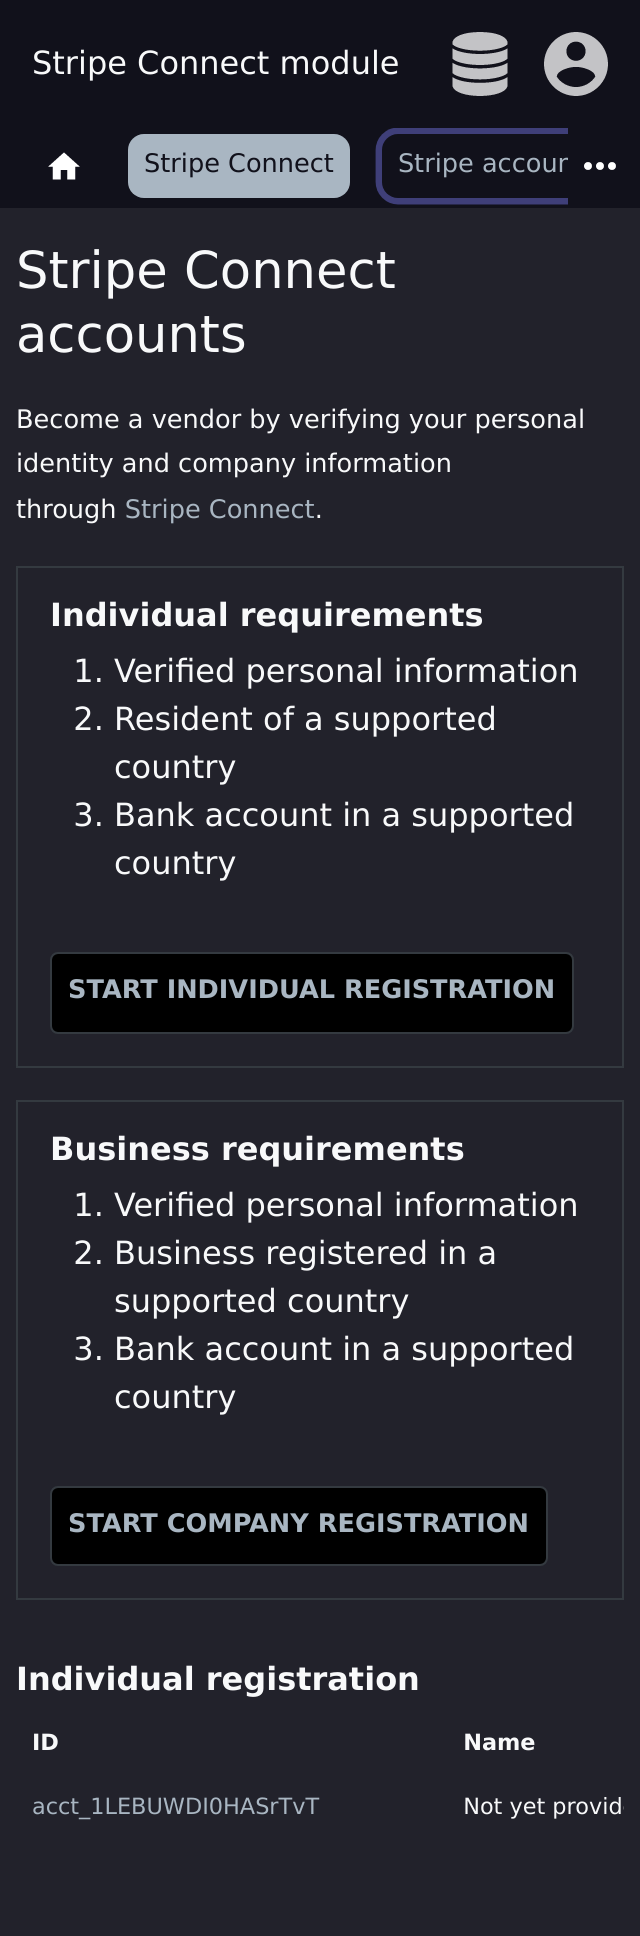 Stripe Connect module
Stripe Connect
Stripe accoun
Stripe Connect
accounts
Become a vendor by verifying your personal
identity and company information
through Stripe Connect.
Individual requirements
1. Verified personal information
2. Resident of a supported
country
3. Bank account in a supported
country
START INDIVIDUAL REGISTRATION
Business requirements
1. Verified personal information
2. Business registered in a
supported country
3. Bank account in a supported
country
START COMPANY REGISTRATION
Individual registration
ID Name
acct_1LEBUWDI0HASrTvT Not yet provid